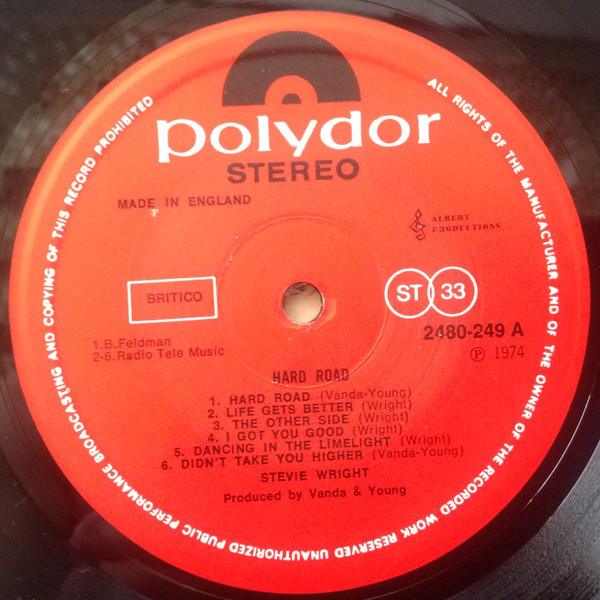 polydor
STEREO
MADE IN ENGLAND
ALBERT
PRODUCTIONS
BRITICO
ST 33
2480-249 A
℗ 1974
1.B.Feldman
2-6.Radio Tele Music
HARD ROAD
1. HARD ROAD (Vanda-Young)
2. LIFE GETS BETTER (Wright)
3. THE OTHER SIDE (Wright)
4. I GOT YOU GOOD (Wright)
5. DANCING IN THE LIMELIGHT (Wright)
6. DIDN'T TAKE YOU HIGHER (Vanda-Young)
STEVIE WRIGHT
Produced by Vanda & Young
ALL RIGHTS OF THE MANUFACTURER AND OF THE OWNER OF THE RECORDED WORK RESERVED UNAUTHORIZED PUBLIC PERFORMANCE BROADCASTING AND COPYING OF THIS RECORD PROHIBITED